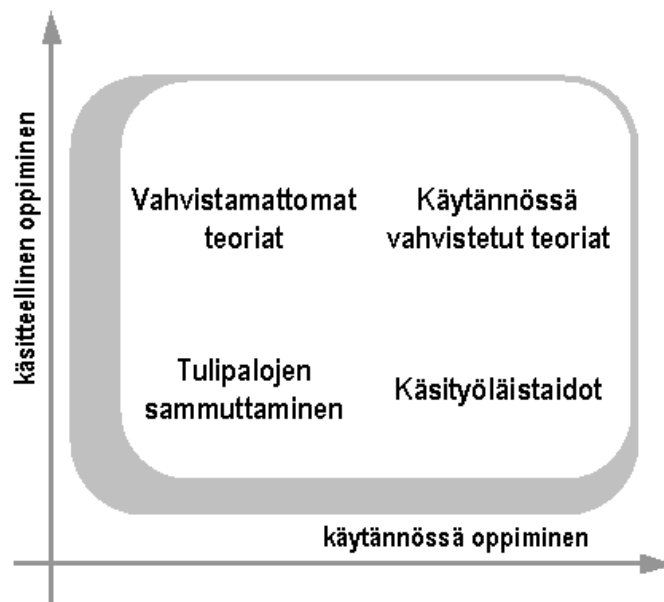 käsitteellinen oppiminen
Vahvistamattomat
teoriat
Käytännössä
vahvistetut teoriat
Tulipalojen
sammuttaminen
Käsityöläistaidot
käytännössä oppiminen